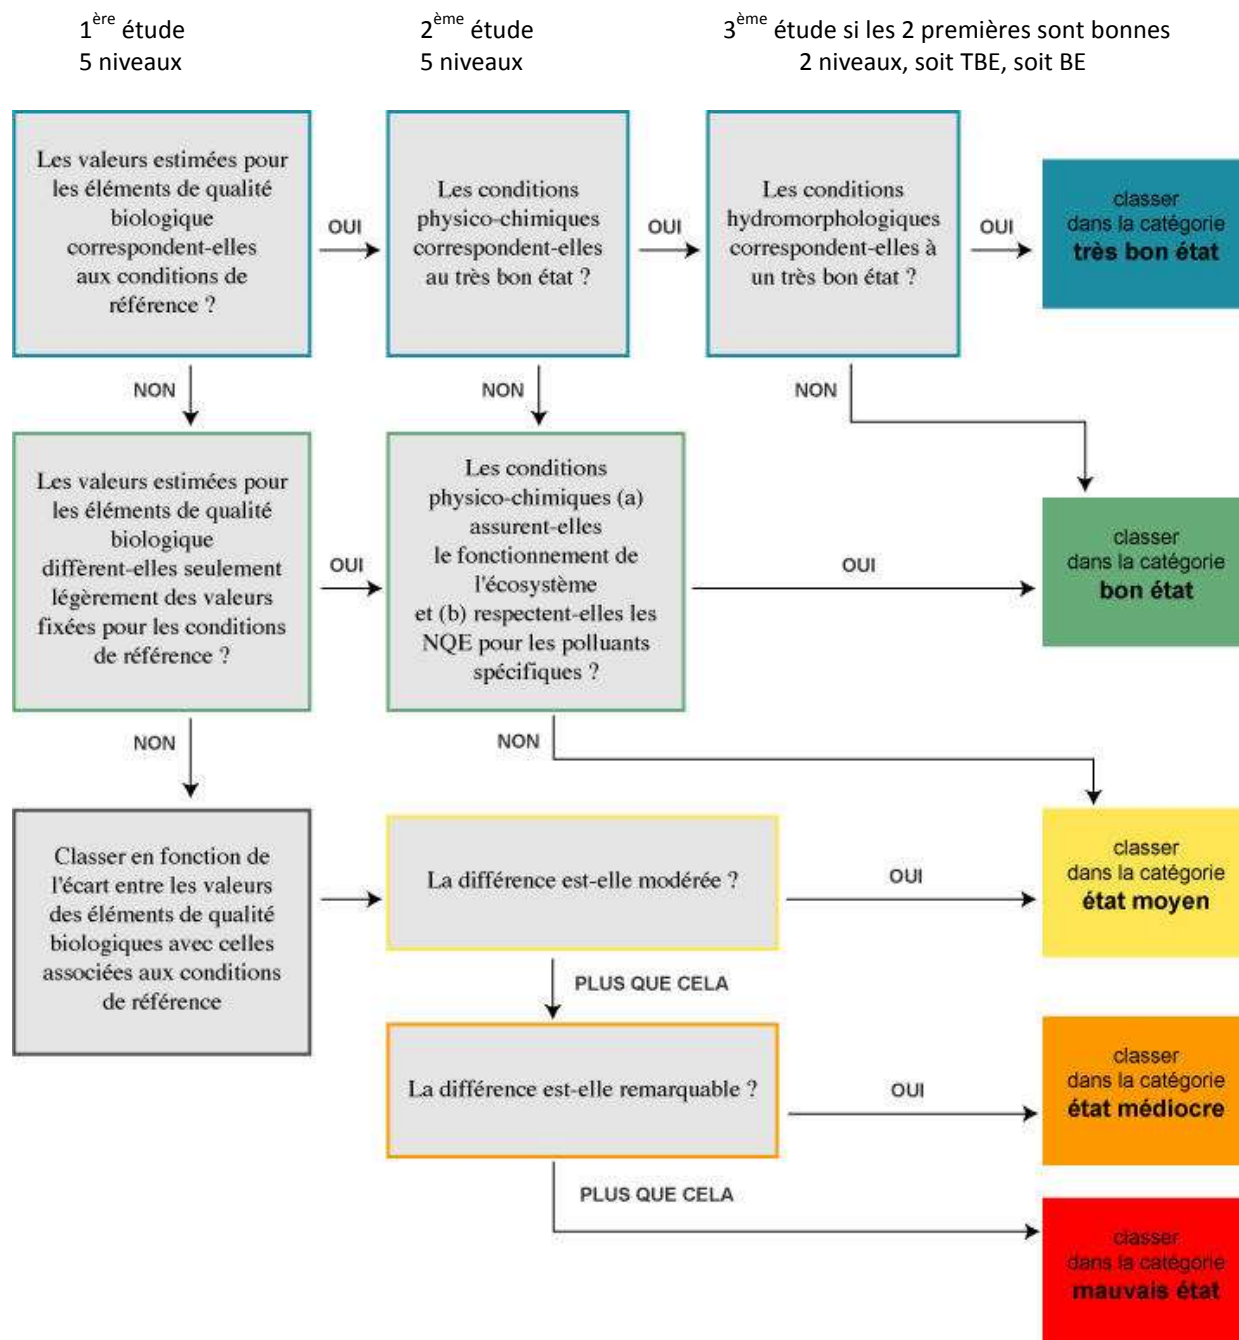 1ère étude
5 niveaux
2ème étude
5 niveaux
3ème étude si les 2 premières sont bonnes
2 niveaux, soit TBE, soit BE
Les valeurs estimées pour
les éléments de qualité
biologique
correspondent-elles
aux conditions de
référence ?
OUI
Les conditions
physico-chimiques
correspondent-elles
au très bon état ?
OUI
Les conditions
hydromorphologiques
correspondent-elles à
un très bon état ?
OUI
classer
dans la catégorie
très bon état
NON
NON
NON
Les valeurs estimées pour
les éléments de qualité
biologique
diffèrent-elles seulement
légèrement des valeurs
fixées pour les conditions
de référence ?
OUI
Les conditions
physico-chimiques (a)
assurent-elles
le fonctionnement de
l'écosystème
et (b) respectent-elles les
NQE pour les polluants
spécifiques ?
OUI
classer
dans la catégorie
bon état
NON
NON
Classer en fonction de
l'écart entre les valeurs
des éléments de qualité
biologiques avec celles
associées aux conditions
de référence
La différence est-elle modérée ?
OUI
classer
dans la catégorie
état moyen
PLUS QUE CELA
La différence est-elle remarquable ?
OUI
classer
dans la catégorie
état médiocre
PLUS QUE CELA
classer
dans la catégorie
mauvais état